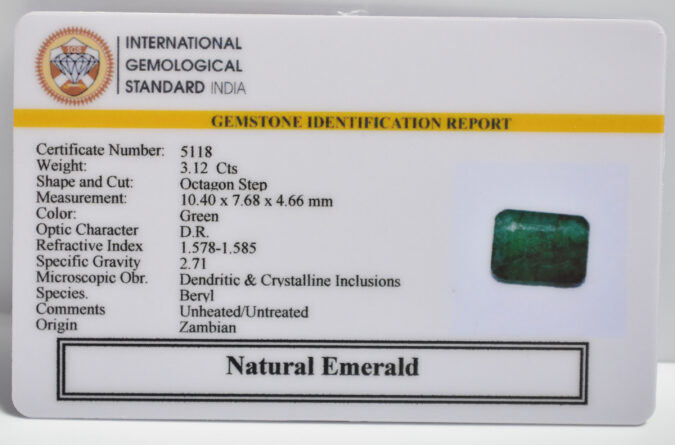 IGS
INTERNATIONAL
GEMOLOGICAL
STANDARD INDIA
GEMSTONE IDENTIFICATION REPORT
Certificate Number: 5118
Weight: 3.12 Cts
Shape and Cut: Octagon Step
Measurement: 10.40 x 7.68 x 4.66 mm
Color: Green
Optic Character D.R.
Refractive Index 1.578-1.585
Specific Gravity 2.71
Microscopic Obr. Dendritic & Crystalline Inclusions
Species. Beryl
Comments Unheated/Untreated
Origin Zambian
Natural Emerald